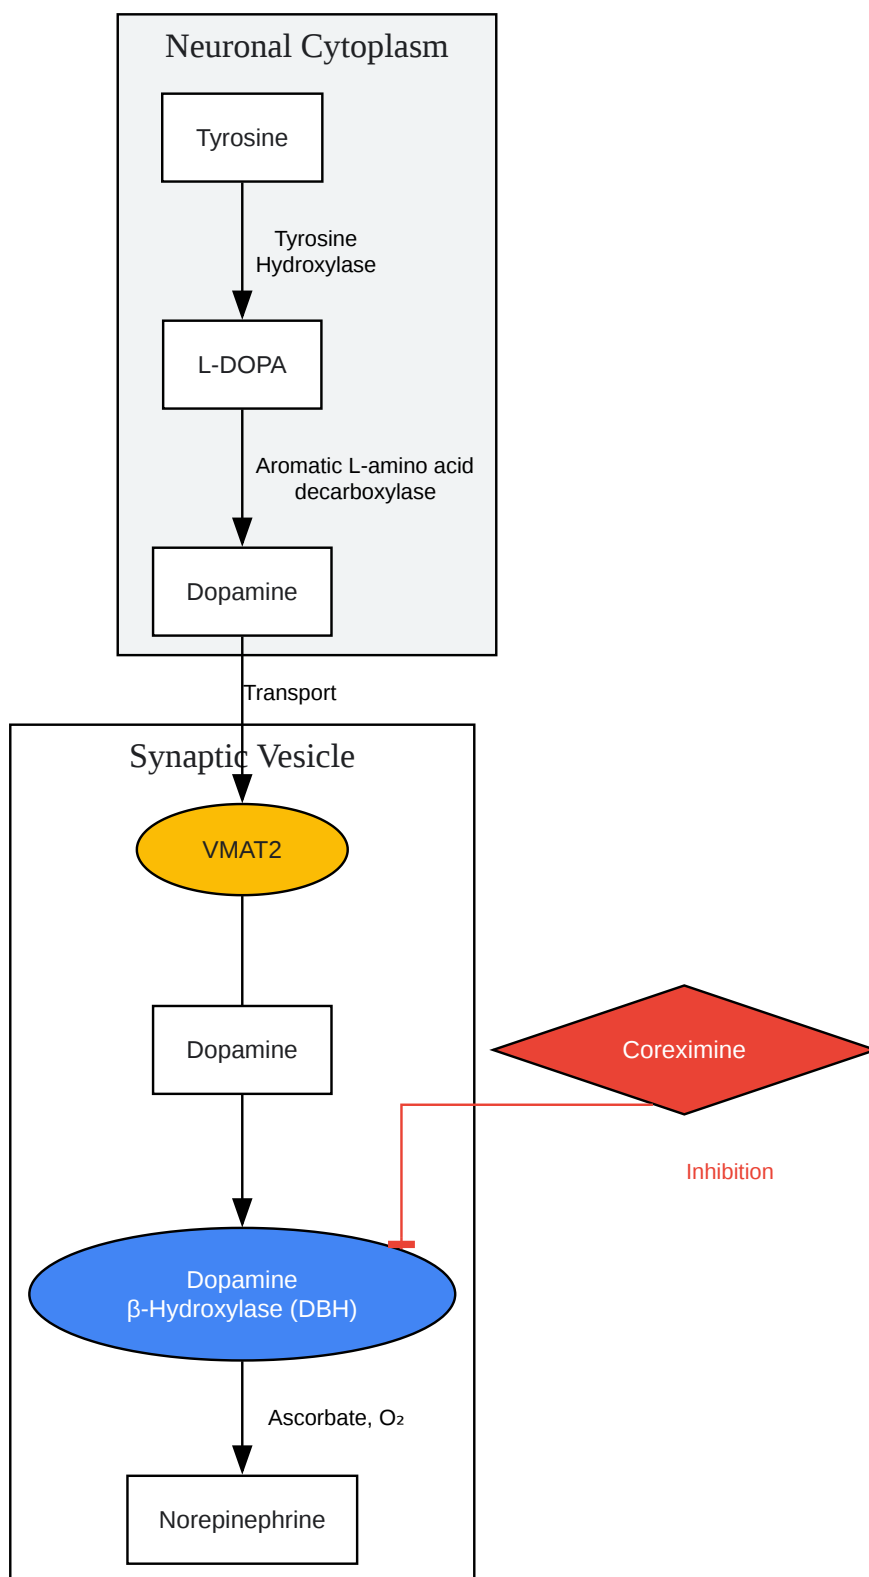 Neuronal Cytoplasm
Tyrosine
Tyrosine
Hydroxylase
L-DOPA
Aromatic L-amino acid
decarboxylase
Dopamine
Transport
Synaptic Vesicle
VMAT2
Dopamine
Coreximine
Inhibition
Dopamine
β-Hydroxylase (DBH)
Ascorbate, O₂
Norepinephrine